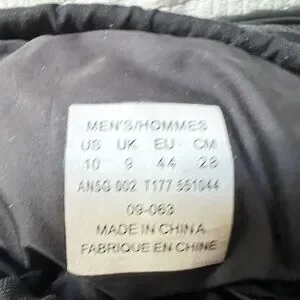 MEN'S/HOMMES
US UK EU CM
10 9 44 28
AN5G 002 T177 551044
09-063
MADE IN CHINA
FABRIQUE EN CHINE